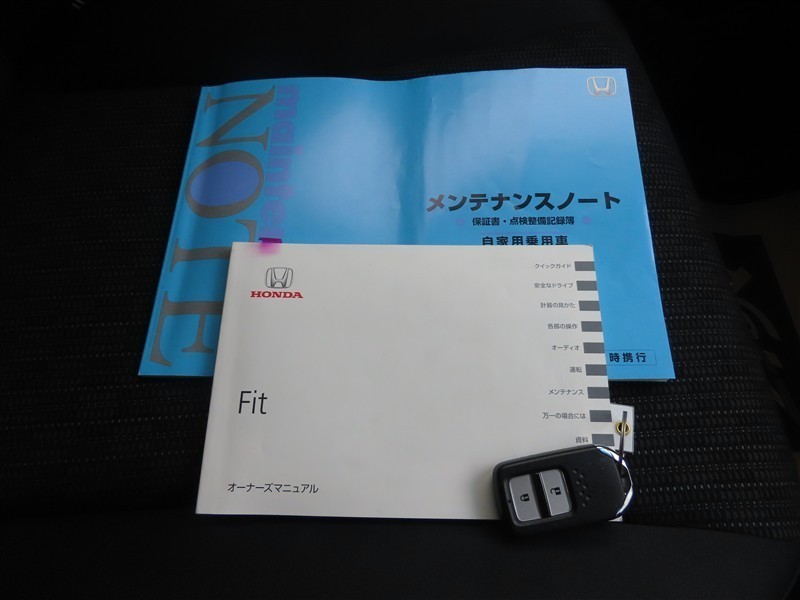 mainte
NOTE
メンテナンスノート
保証書・点検整備記録簿
自家用乗用車
時携行
HONDA
Fit
オーナーズマニュアル
クイックガイド
安全なドライブ
計器の見かた
各部の操作
オーディオ
運転
メンテナンス
万一の場合には
資料